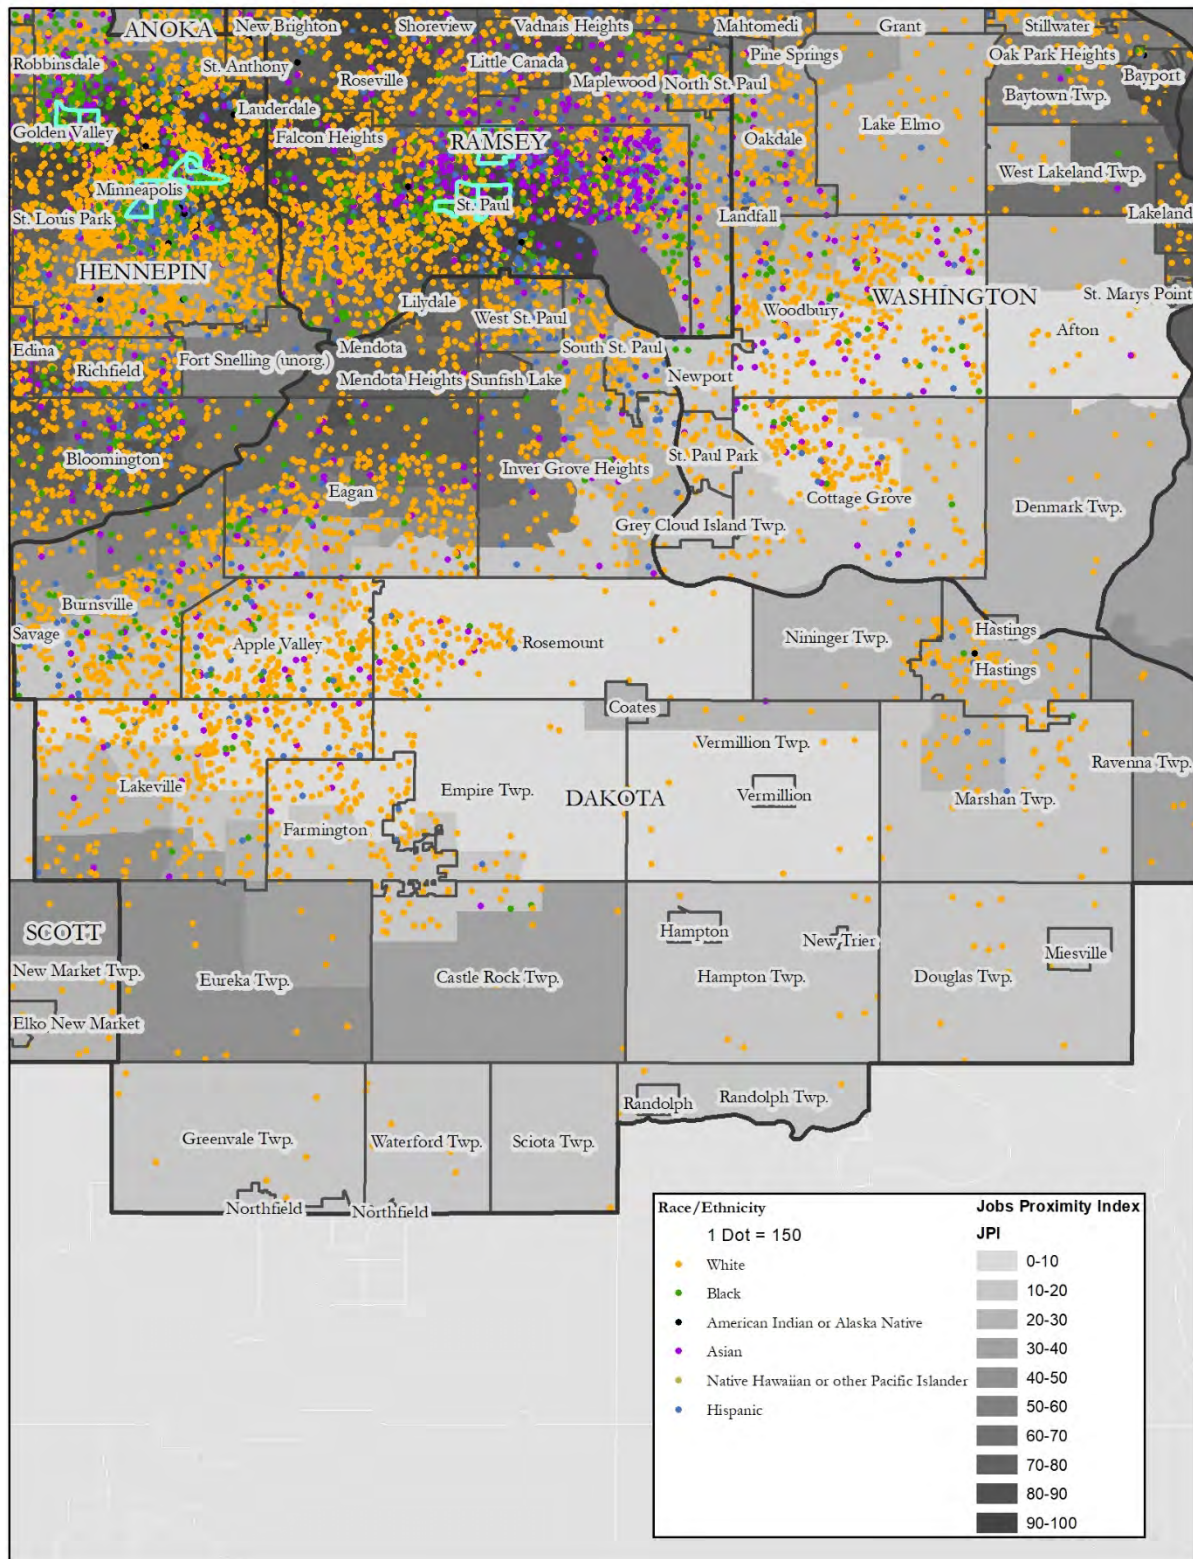 ANOKA
New Brighton
Shoreview
Vadnais Heights
Mahtomedi
Grant
Stillwater
Robbinsdale
St. Anthony
Roseville
Little Canada
Pine Springs
Oak Park Heights
Maplewood
North St. Paul
Bayport
Baytown Twp.
Golden Valley
Lauderdale
Falcon Heights
RAMSEY
Oakdale
Lake Elmo
West Lakeland Twp.
Minneapolis
St. Paul
St. Louis Park
Landfall
Lakeland
HENNEPIN
Lilydale
West St. Paul
Woodbury
WASHINGTON
St. Marys Point
Afton
Edina
Fort Snelling (unorg.)
Mendota
South St. Paul
Richfield
Mendota Heights
Sunfish Lake
Newport
Bloomington
Inver Grove Heights
St. Paul Park
Eagan
Cottage Grove
Denmark Twp.
Grey Cloud Island Twp.
Burnsville
Savage
Apple Valley
Rosemount
Nininger Twp.
Hastings
Hastings
Coates
Vermillion Twp.
Ravenna Twp.
Lakeville
Empire Twp.
DAKOTA
Vermillion
Marshan Twp.
Farmington
SCOTT
Hampton
New Trier
Miesville
New Market Twp.
Eureka Twp.
Castle Rock Twp.
Hampton Twp.
Douglas Twp.
Elko New Market
Randolph
Randolph Twp.
Greenvale Twp.
Waterford Twp.
Sciota Twp.
Northfield
Northfield
Race/Ethnicity
1 Dot = 150
White
Black
American Indian or Alaska Native
Asian
Native Hawaiian or other Pacific Islander
Hispanic
Jobs Proximity Index
JPI
0-10
10-20
20-30
30-40
40-50
50-60
60-70
70-80
80-90
90-100